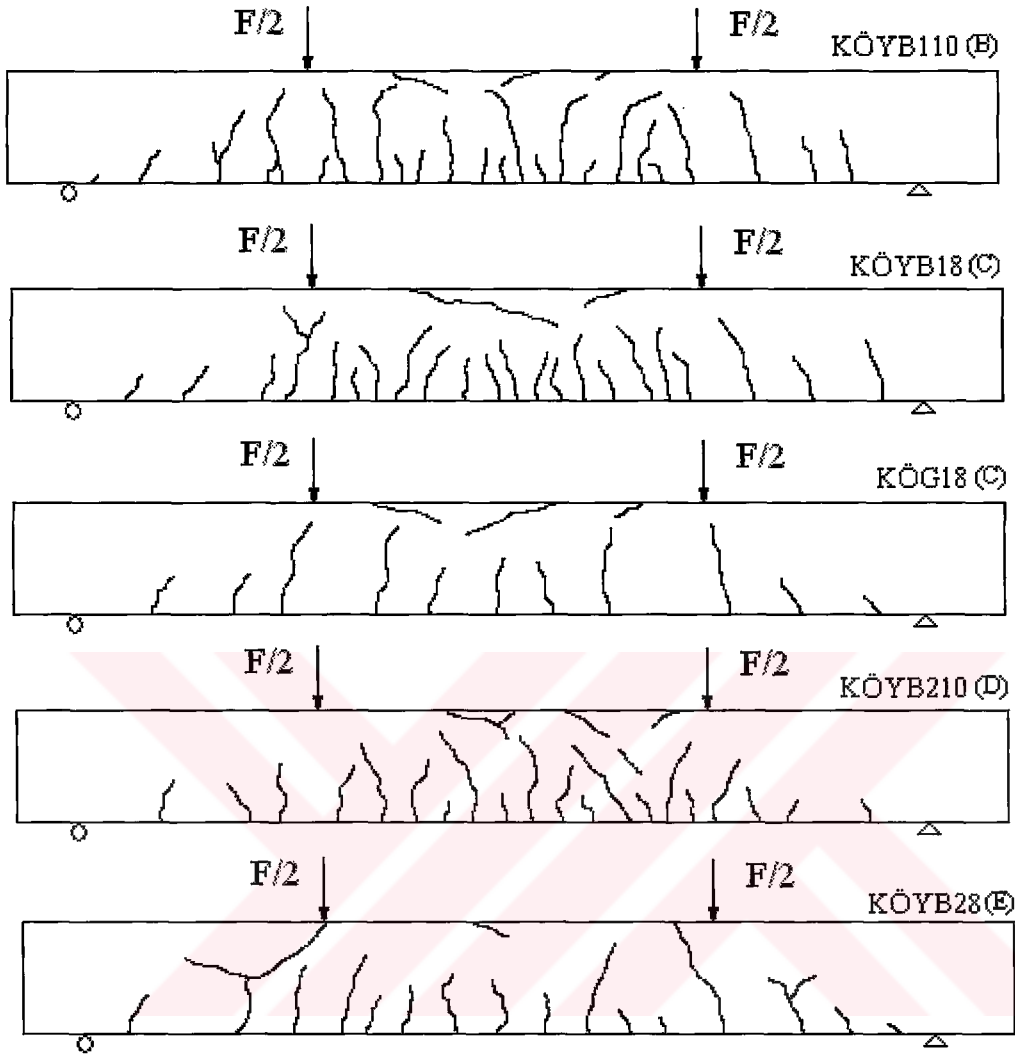 F/2 F/2
KÖYB110 (B)
F/2 F/2
KÖYB18 (C)
F/2 F/2
KÖG18 (C)
F/2 F/2
KÖYB210 (D)
F/2 F/2
KÖYB28 (E)